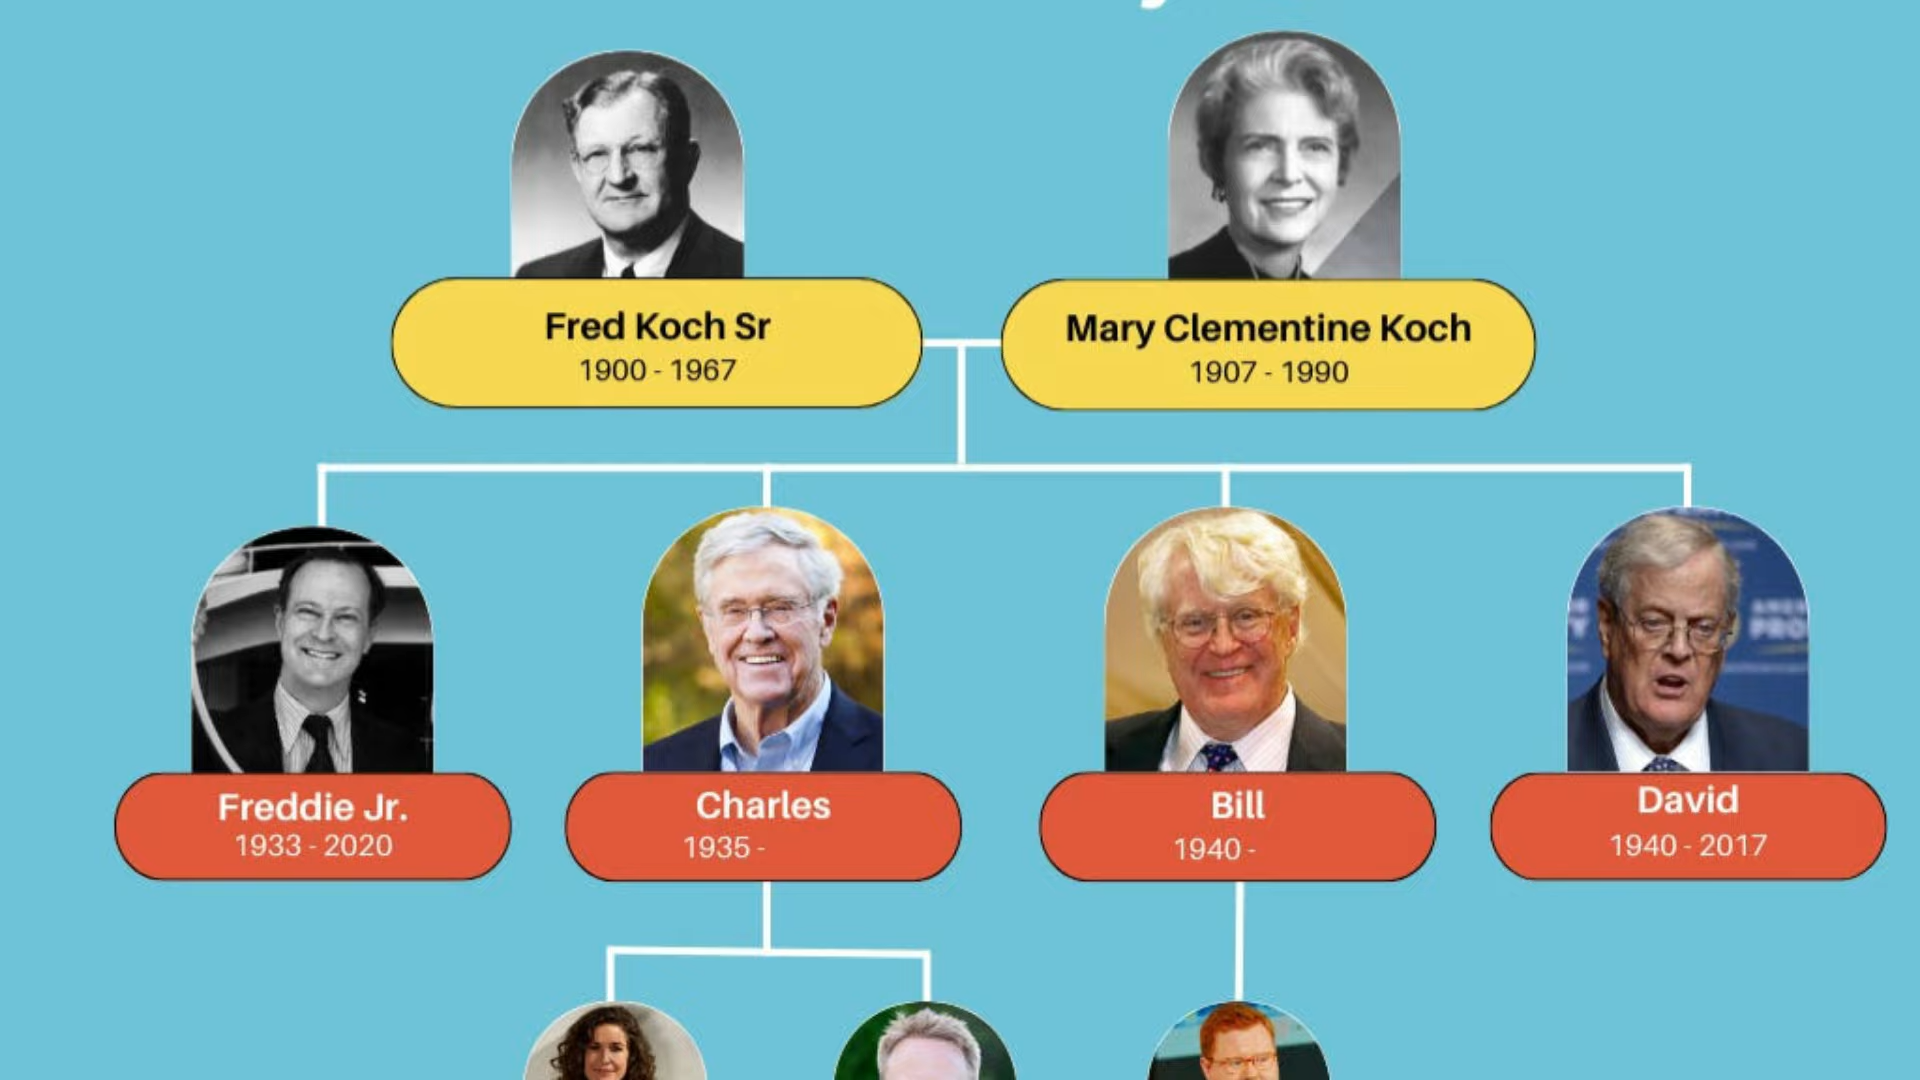 Fred Koch Sr
1900 - 1967
Mary Clementine Koch
1907 - 1990
Freddie Jr.
1933 - 2020
Charles
1935 -
Bill
1940 -
David
1940 - 2017